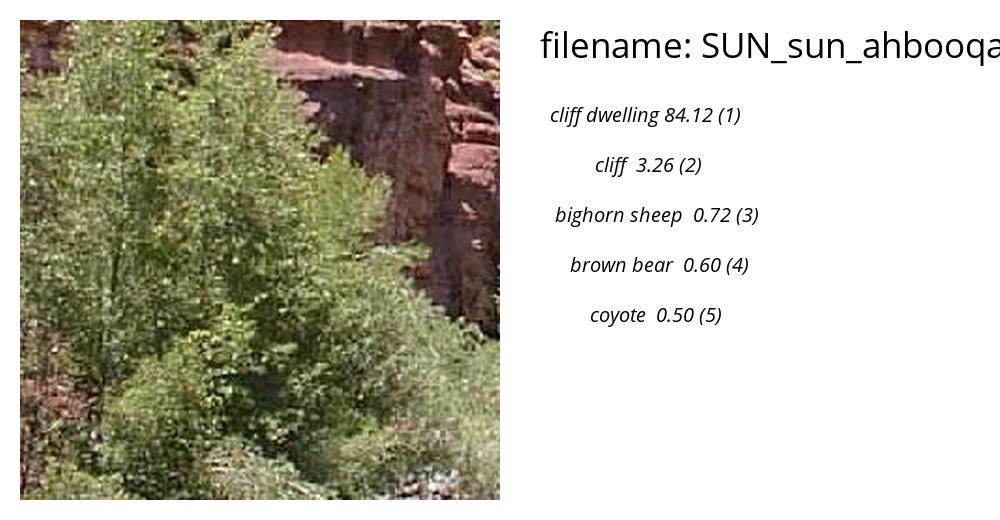 filename: SUN_sun_ahbooqa
cliff dwelling 84.12 (1)
cliff 3.26 (2)
bighorn sheep 0.72 (3)
brown bear 0.60 (4)
coyote 0.50 (5)